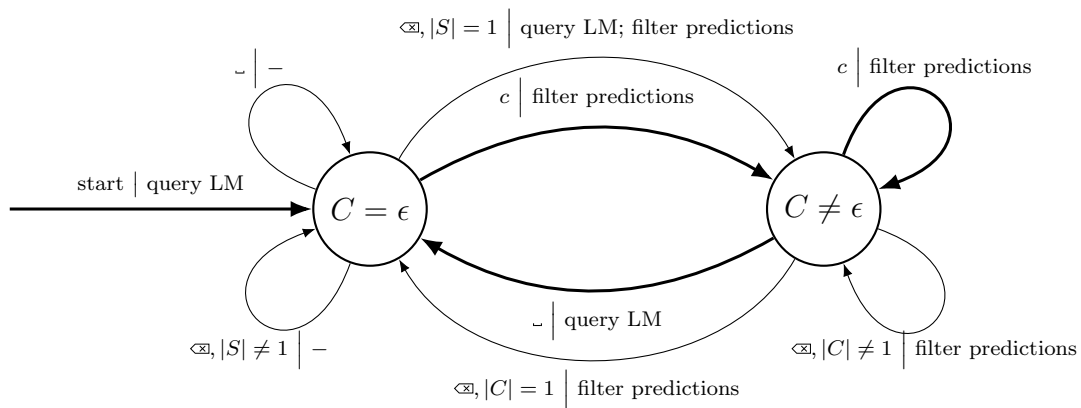 ⌫, |S| = 1 | query LM; filter predictions
␣ | −
c | filter predictions
c | filter predictions
start | query LM
C = ϵ
C ≠ ϵ
␣ | query LM
⌫, |S| ≠ 1 | −
⌫, |C| ≠ 1 | filter predictions
⌫, |C| = 1 | filter predictions